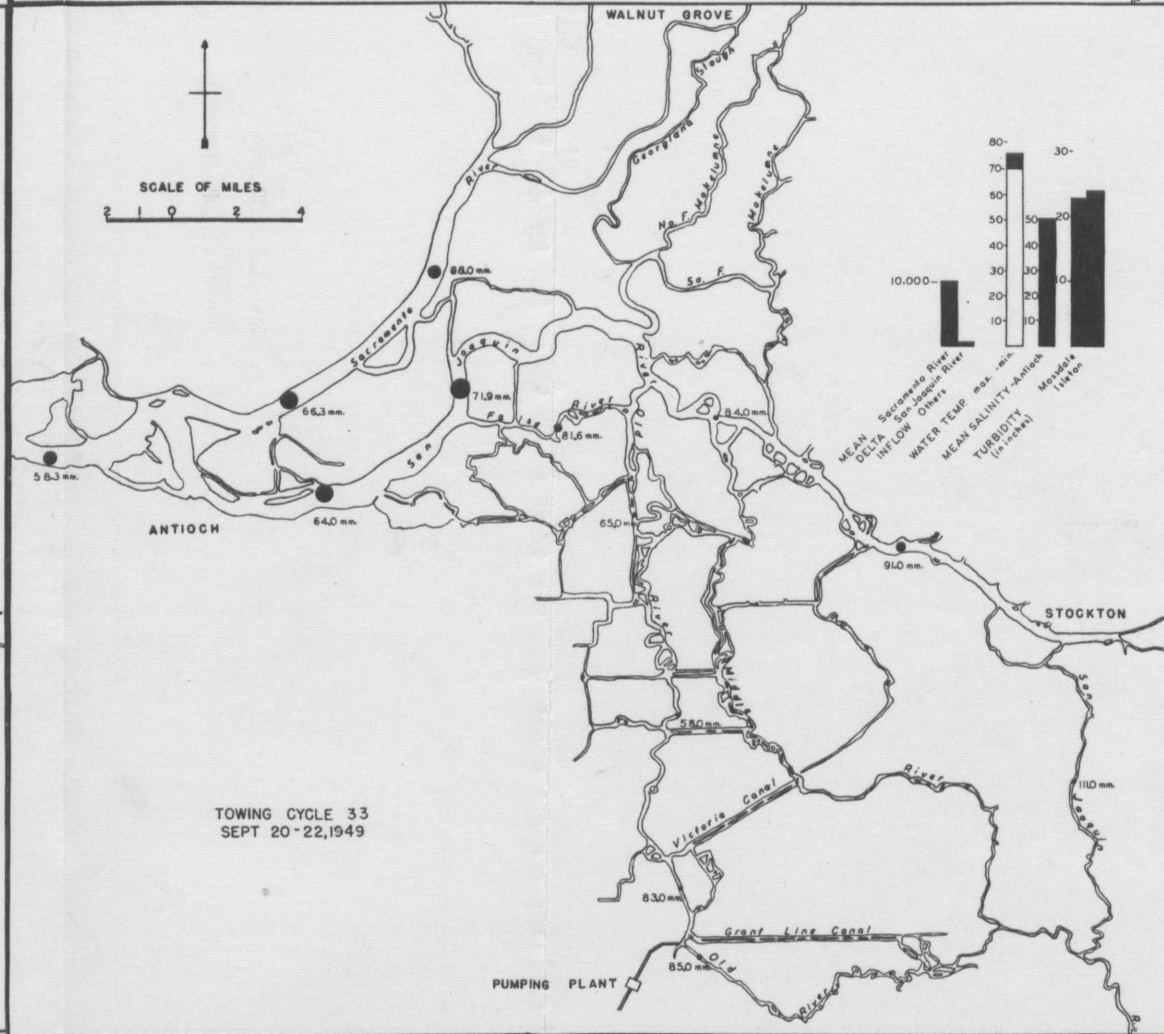 WALNUT GROVE
SCALE OF MILES
2 1 0 2 4
Georgiana Slough
No. F. Mokelumne
Mokelumne
So. F.
Sacramento River
88.0 mm.
66.3 mm.
San Joaquin River
71.9 mm.
False River
81.6 mm.
84.0 mm.
58.3 mm.
64.0 mm.
ANTIOCH
Old River
65.0 mm.
91.0 mm.
STOCKTON
Middle River
58.0 mm.
San Joaquin
111.0 mm.
Victoria Canal
83.0 mm.
Grant Line Canal
85.0 mm.
Old River
PUMPING PLANT
TOWING CYCLE 33
SEPT 20-22, 1949
10,000
80
70
60
50
40
30
20
10
50
40
30
20
10
30
20
10
MEAN Sacramento River
DELTA San Joaquin River
INFLOW Others
WATER TEMP. max. - min.
MEAN SALINITY - Antioch
TURBIDITY Mossdale
(in inches) Isleton